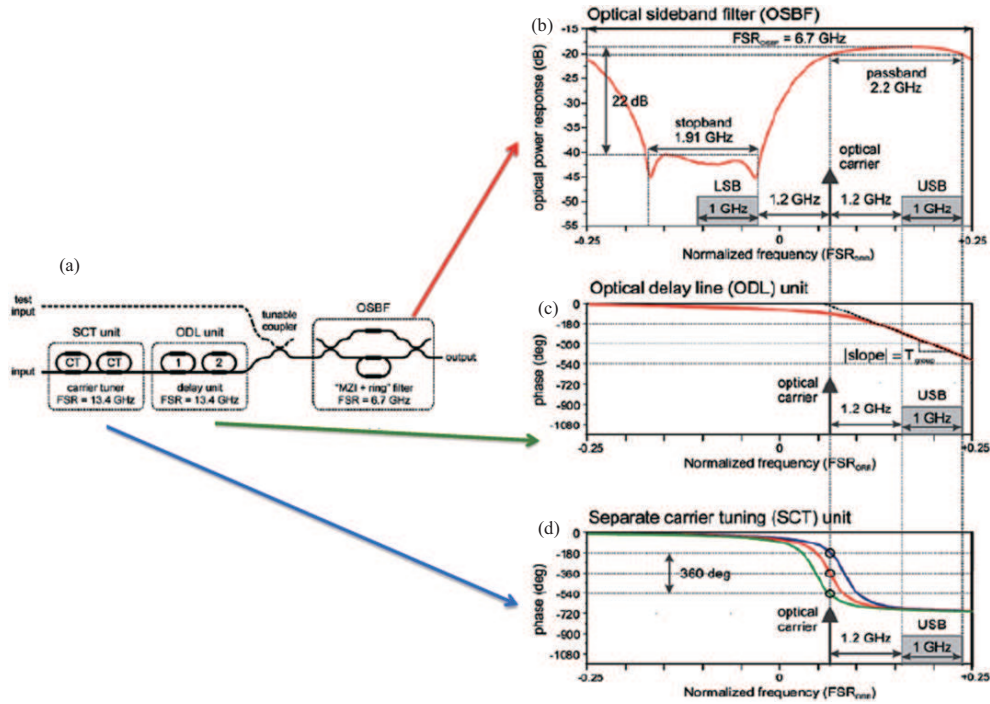 (a)
test
input
SCT unit
ODL unit
tunable
coupler
OSBF
CT
CT
1
2
input
output
carrier tuner
FSR = 13.4 GHz
delay unit
FSR = 13.4 GHz
"MZI + ring" filter
FSR = 6.7 GHz
(b)
Optical sideband filter (OSBF)
FSR_OSBF = 6.7 GHz
optical power response (dB)
-15
-20
-25
-30
-35
-40
-45
-50
-55
22 dB
stopband
1.91 GHz
passband
2.2 GHz
optical
carrier
LSB
1 GHz
1.2 GHz
1.2 GHz
USB
1 GHz
-0.25
0
+0.25
Normalized frequency (FSR_ORR)
(c)
Optical delay line (ODL) unit
phase (deg)
0
-180
-360
-540
-720
-900
-1080
|slope| = T_group
optical
carrier
1.2 GHz
USB
1 GHz
-0.25
0
+0.25
Normalized frequency (FSR_ORR)
(d)
Separate carrier tuning (SCT) unit
phase (deg)
0
-180
-360
-540
-720
-900
-1080
360 deg
optical
carrier
1.2 GHz
USB
1 GHz
-0.25
0
+0.25
Normalized frequency (FSR_ORR)